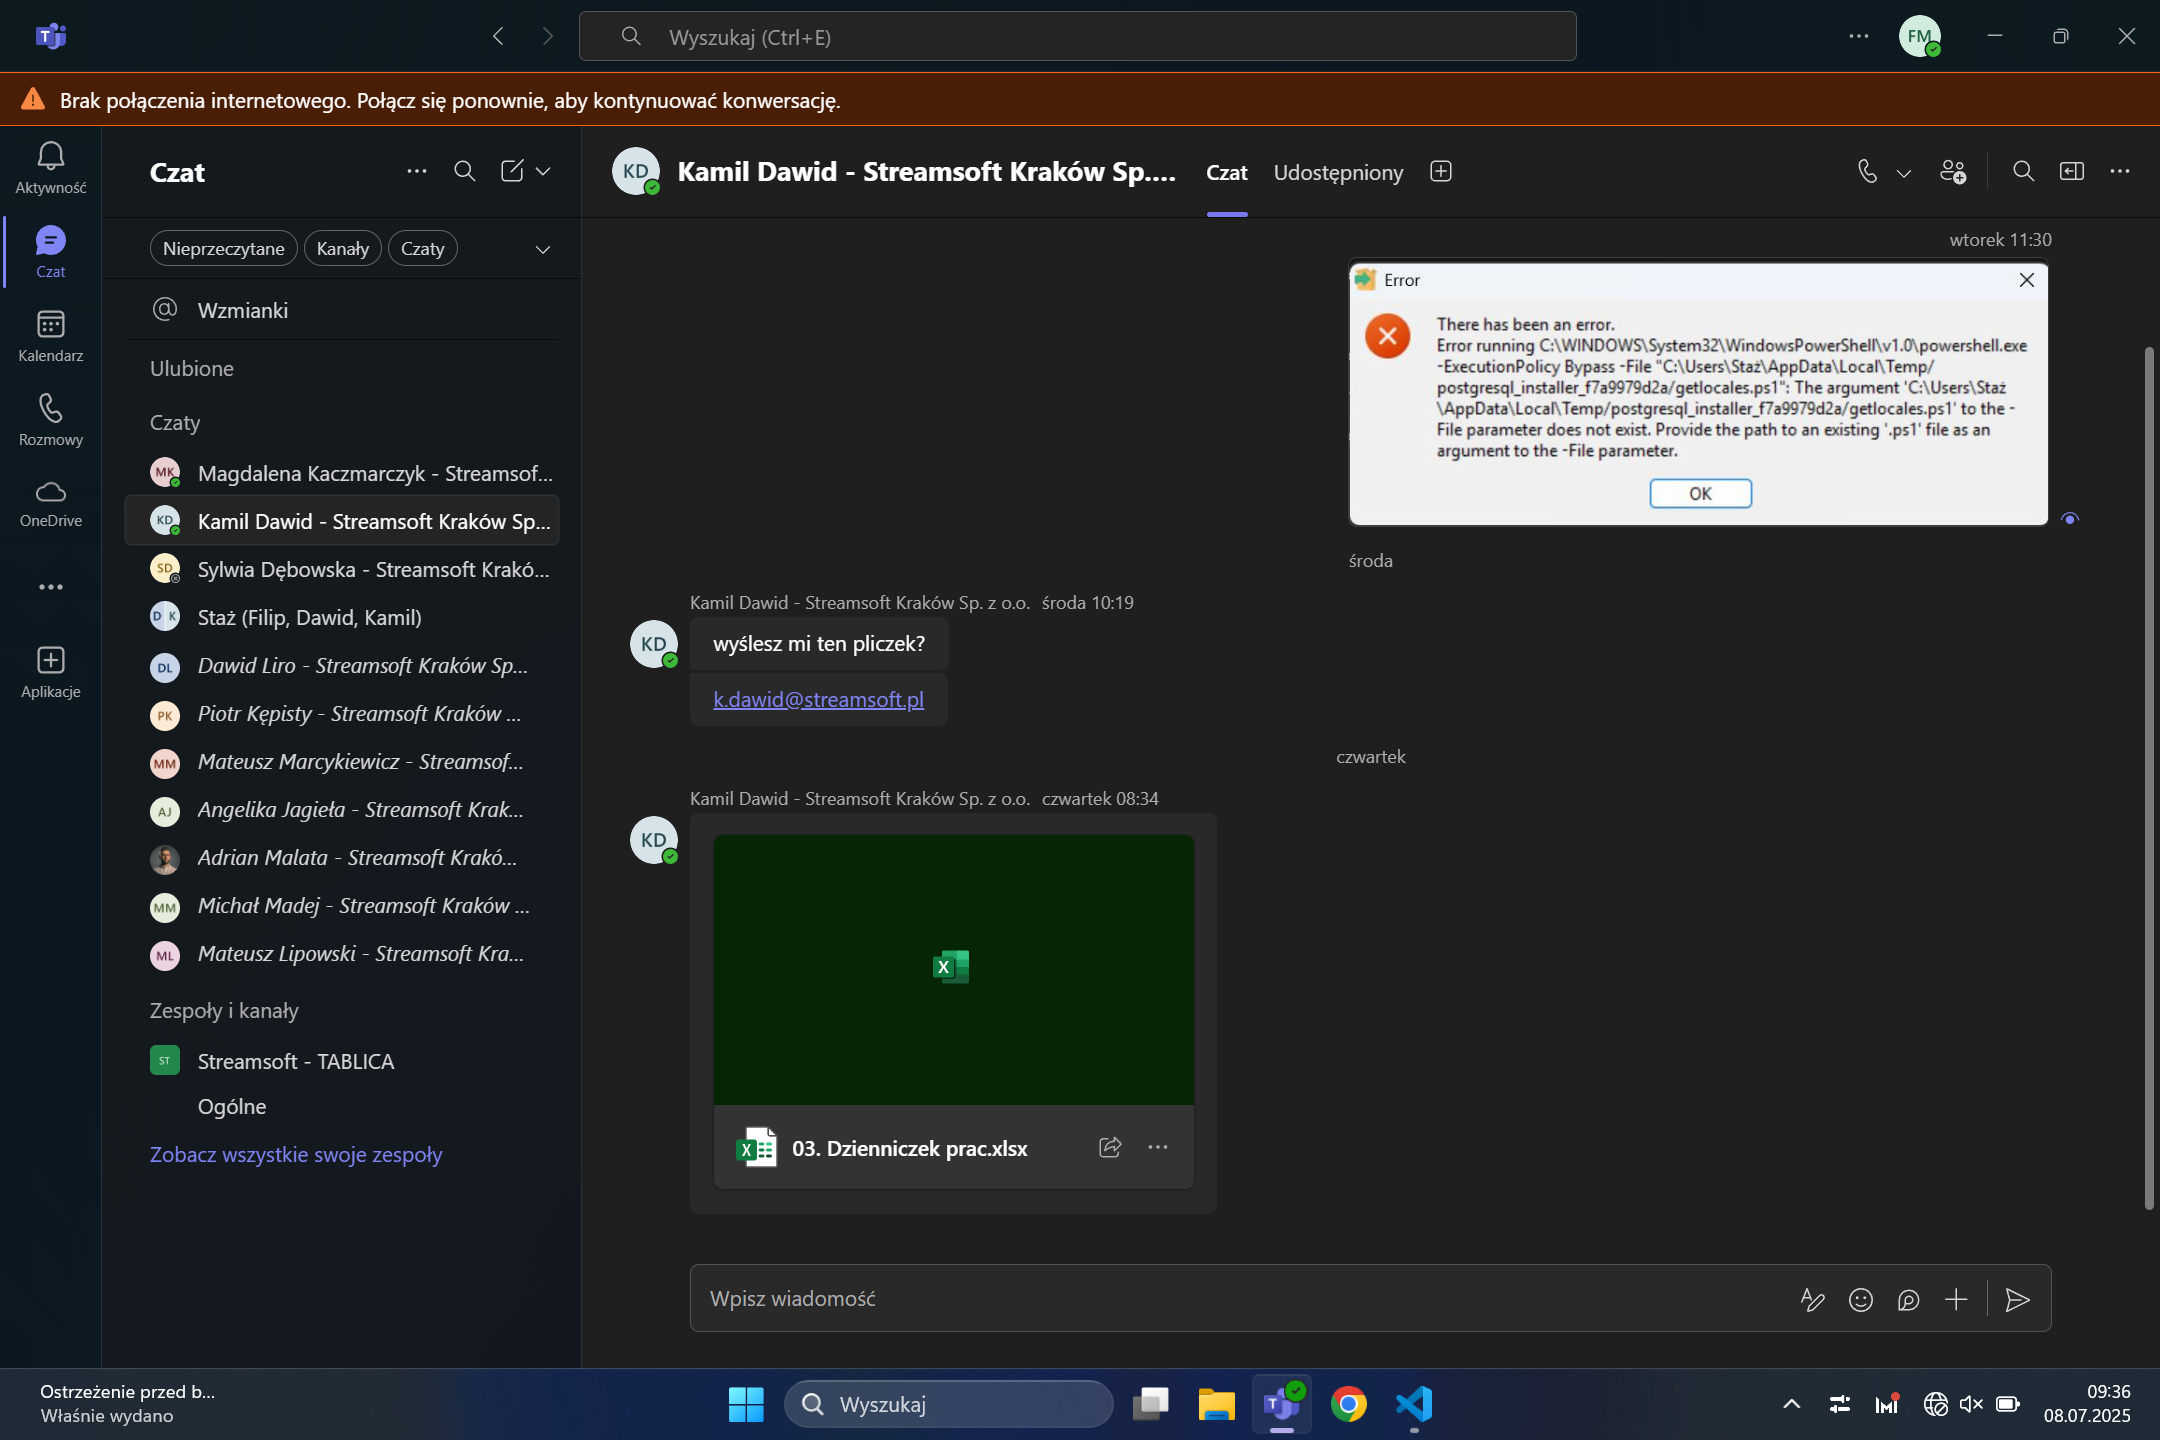 Wyszukaj (Ctrl+E)
FM
Brak połączenia internetowego. Połącz się ponownie, aby kontynuować konwersację.
Aktywność
Czat
Kalendarz
Rozmowy
OneDrive
Aplikacje
Czat
Nieprzeczytane
Kanały
Czaty
Wzmianki
Ulubione
Czaty
MK
Magdalena Kaczmarczyk - Streamsof...
KD
Kamil Dawid - Streamsoft Kraków Sp...
SD
Sylwia Dębowska - Streamsoft Krakó...
D K
Staż (Filip, Dawid, Kamil)
DL
Dawid Liro - Streamsoft Kraków Sp...
PK
Piotr Kępisty - Streamsoft Kraków ...
MM
Mateusz Marcykiewicz - Streamsof...
AJ
Angelika Jagieła - Streamsoft Krak...
Adrian Malata - Streamsoft Krakó...
MM
Michał Madej - Streamsoft Kraków ...
ML
Mateusz Lipowski - Streamsoft Kra...
Zespoły i kanały
ST
Streamsoft - TABLICA
Ogólne
Zobacz wszystkie swoje zespoły
KD
Kamil Dawid - Streamsoft Kraków Sp....
Czat
Udostępniony
wtorek 11:30
Error
There has been an error.
Error running C:\WINDOWS\System32\WindowsPowerShell\v1.0\powershell.exe
-ExecutionPolicy Bypass -File "C:\Users\Staż\AppData\Local\Temp/
postgresql_installer_f7a9979d2a/getlocales.ps1": The argument 'C:\Users\Staż
\AppData\Local\Temp/postgresql_installer_f7a9979d2a/getlocales.ps1' to the -
File parameter does not exist. Provide the path to an existing '.ps1' file as an
argument to the -File parameter.
OK
środa
Kamil Dawid - Streamsoft Kraków Sp. z o.o. środa 10:19
KD
wyślesz mi ten pliczek?
k.dawid@streamsoft.pl
czwartek
Kamil Dawid - Streamsoft Kraków Sp. z o.o. czwartek 08:34
KD
03. Dzienniczek prac.xlsx
Wpisz wiadomość
Ostrzeżenie przed b...
Właśnie wydano
Wyszukaj
09:36
08.07.2025